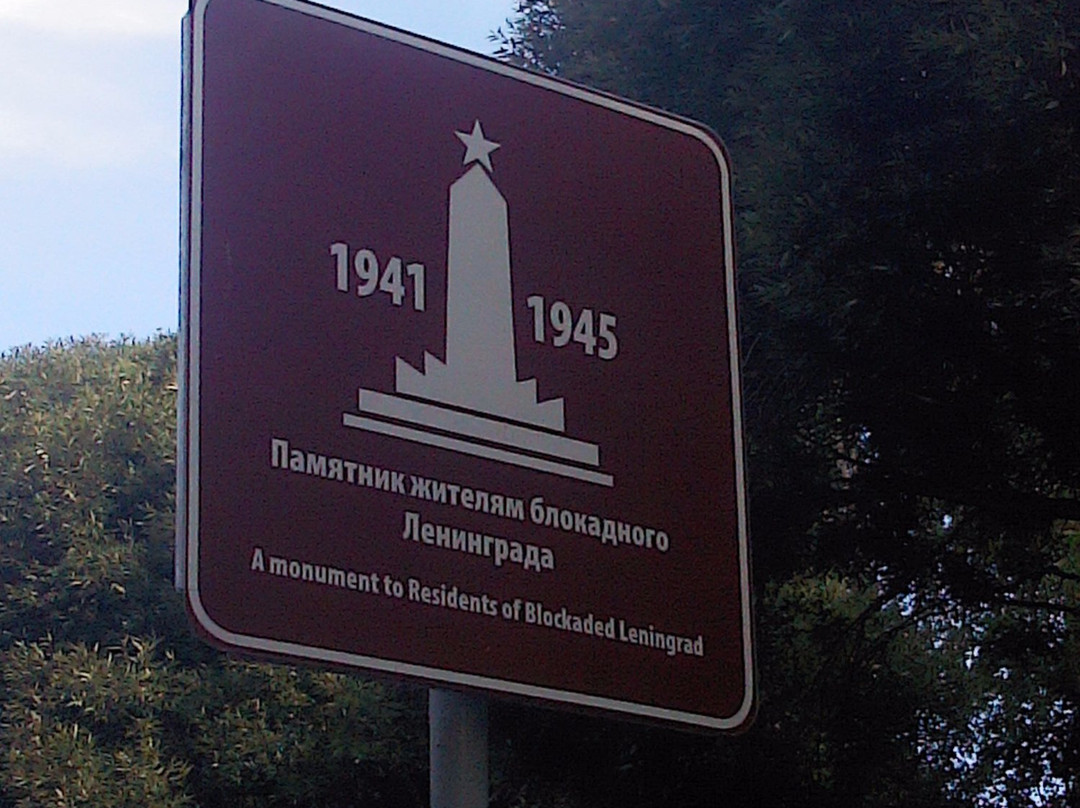 1941
1945
Памятник жителям блокадного
Ленинграда
A monument to Residents of Blockaded Leningrad